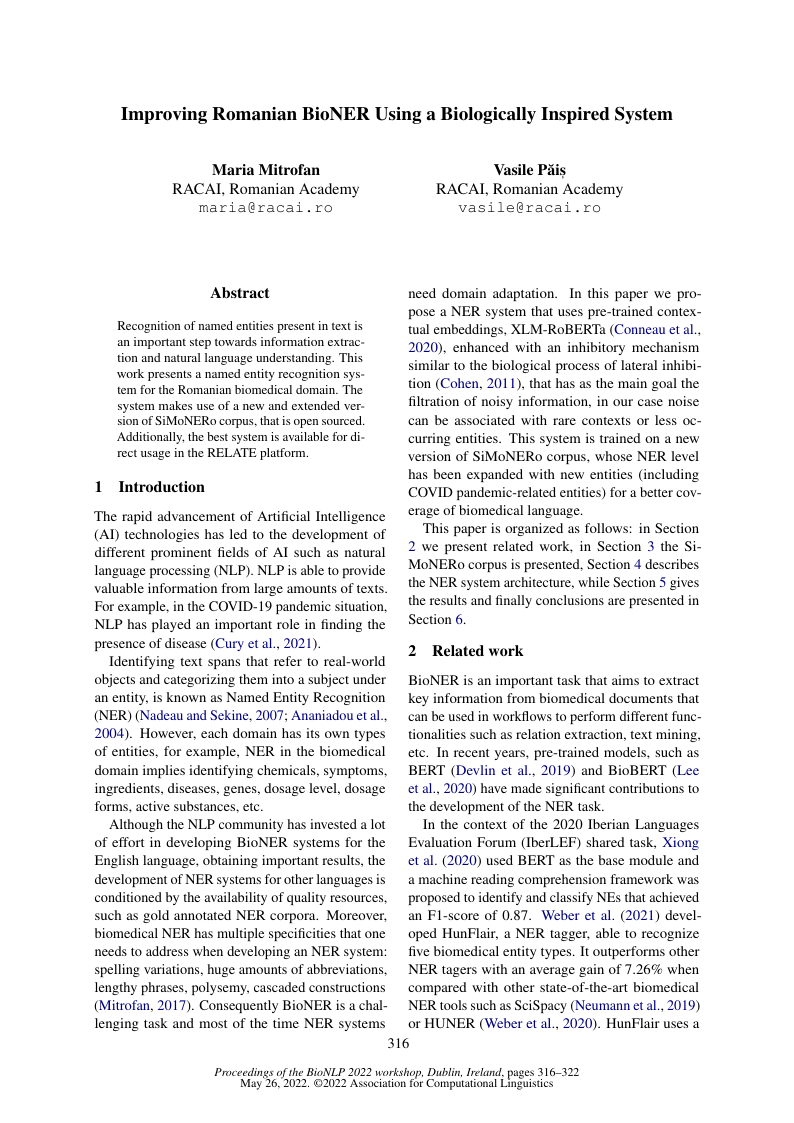 Improving Romanian BioNER Using a Biologically Inspired System
Maria Mitrofan
RACAI, Romanian Academy
maria@racai.ro
Vasile Păiș
RACAI, Romanian Academy
vasile@racai.ro
Abstract
Recognition of named entities present in text is
an important step towards information extrac-
tion and natural language understanding. This
work presents a named entity recognition sys-
tem for the Romanian biomedical domain. The
system makes use of a new and extended ver-
sion of SiMoNERo corpus, that is open sourced.
Additionally, the best system is available for di-
rect usage in the RELATE platform.
1 Introduction
The rapid advancement of Artificial Intelligence
(AI) technologies has led to the development of
different prominent fields of AI such as natural
language processing (NLP). NLP is able to provide
valuable information from large amounts of texts.
For example, in the COVID-19 pandemic situation,
NLP has played an important role in finding the
presence of disease (Cury et al., 2021).
Identifying text spans that refer to real-world
objects and categorizing them into a subject under
an entity, is known as Named Entity Recognition
(NER) (Nadeau and Sekine, 2007; Ananiadou et al.,
2004). However, each domain has its own types
of entities, for example, NER in the biomedical
domain implies identifying chemicals, symptoms,
ingredients, diseases, genes, dosage level, dosage
forms, active substances, etc.
Although the NLP community has invested a lot
of effort in developing BioNER systems for the
English language, obtaining important results, the
development of NER systems for other languages is
conditioned by the availability of quality resources,
such as gold annotated NER corpora. Moreover,
biomedical NER has multiple specificities that one
needs to address when developing an NER system:
spelling variations, huge amounts of abbreviations,
lengthy phrases, polysemy, cascaded constructions
(Mitrofan, 2017). Consequently BioNER is a chal-
lenging task and most of the time NER systems
need domain adaptation. In this paper we pro-
pose a NER system that uses pre-trained contex-
tual embeddings, XLM-RoBERTa (Conneau et al.,
2020), enhanced with an inhibitory mechanism
similar to the biological process of lateral inhibi-
tion (Cohen, 2011), that has as the main goal the
filtration of noisy information, in our case noise
can be associated with rare contexts or less oc-
curring entities. This system is trained on a new
version of SiMoNERo corpus, whose NER level
has been expanded with new entities (including
COVID pandemic-related entities) for a better cov-
erage of biomedical language.
This paper is organized as follows: in Section
2 we present related work, in Section 3 the Si-
MoNERo corpus is presented, Section 4 describes
the NER system architecture, while Section 5 gives
the results and finally conclusions are presented in
Section 6.
2 Related work
BioNER is an important task that aims to extract
key information from biomedical documents that
can be used in workflows to perform different func-
tionalities such as relation extraction, text mining,
etc. In recent years, pre-trained models, such as
BERT (Devlin et al., 2019) and BioBERT (Lee
et al., 2020) have made significant contributions to
the development of the NER task.
In the context of the 2020 Iberian Languages
Evaluation Forum (IberLEF) shared task, Xiong
et al. (2020) used BERT as the base module and
a machine reading comprehension framework was
proposed to identify and classify NEs that achieved
an F1-score of 0.87. Weber et al. (2021) devel-
oped HunFlair, a NER tagger, able to recognize
five biomedical entity types. It outperforms other
NER tagers with an average gain of 7.26% when
compared with other state-of-the-art biomedical
NER tools such as SciSpacy (Neumann et al., 2019)
or HUNER (Weber et al., 2020). HunFlair uses a
316
Proceedings of the BioNLP 2022 workshop, Dublin, Ireland, pages 316–322
May 26, 2022. ©2022 Association for Computational Linguistics